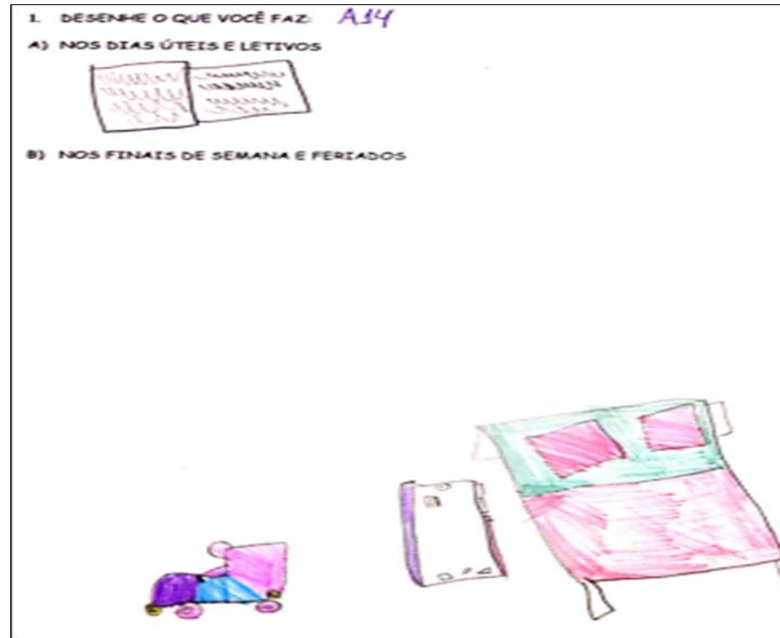 1. DESENHE O QUE VOCÊ FAZ: A14
A) NOS DIAS ÚTEIS E LETIVOS
B) NOS FINAIS DE SEMANA E FERIADOS